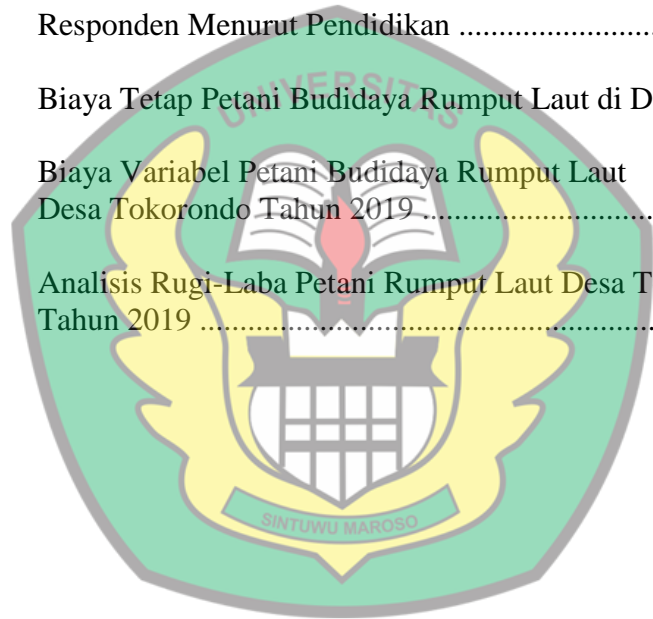 Responden Menurut Pendidikan ........................
UNIVERSITAS
Biaya Tetap Petani Budidaya Rumput Laut di D
Biaya Variabel Petani Budidaya Rumput Laut
Desa Tokorondo Tahun 2019 .............................
Analisis Rugi-Laba Petani Rumput Laut Desa T
Tahun 2019 .........................................................
SINTUWU MAROSO